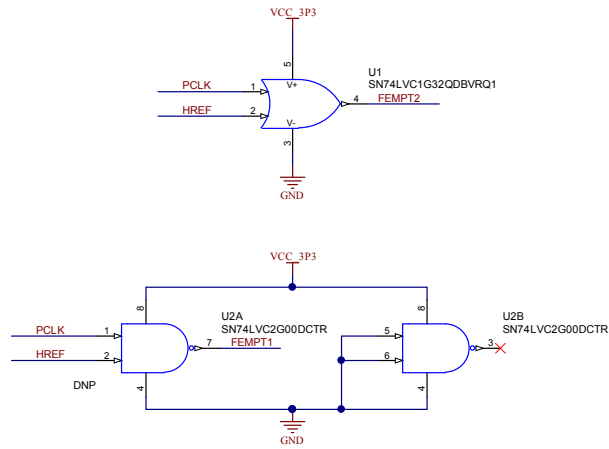 VCC_3P3
5
U1
SN74LVC1G32QDBVRQ1
V+
PCLK 1
4 FEMPT2
HREF 2
V-
3
GND
VCC_3P3
8
U2A
SN74LVC2G00DCTR
8
U2B
SN74LVC2G00DCTR
PCLK 1
7 FEMPT1
HREF 2
5
3
6
DNP
4
4
GND